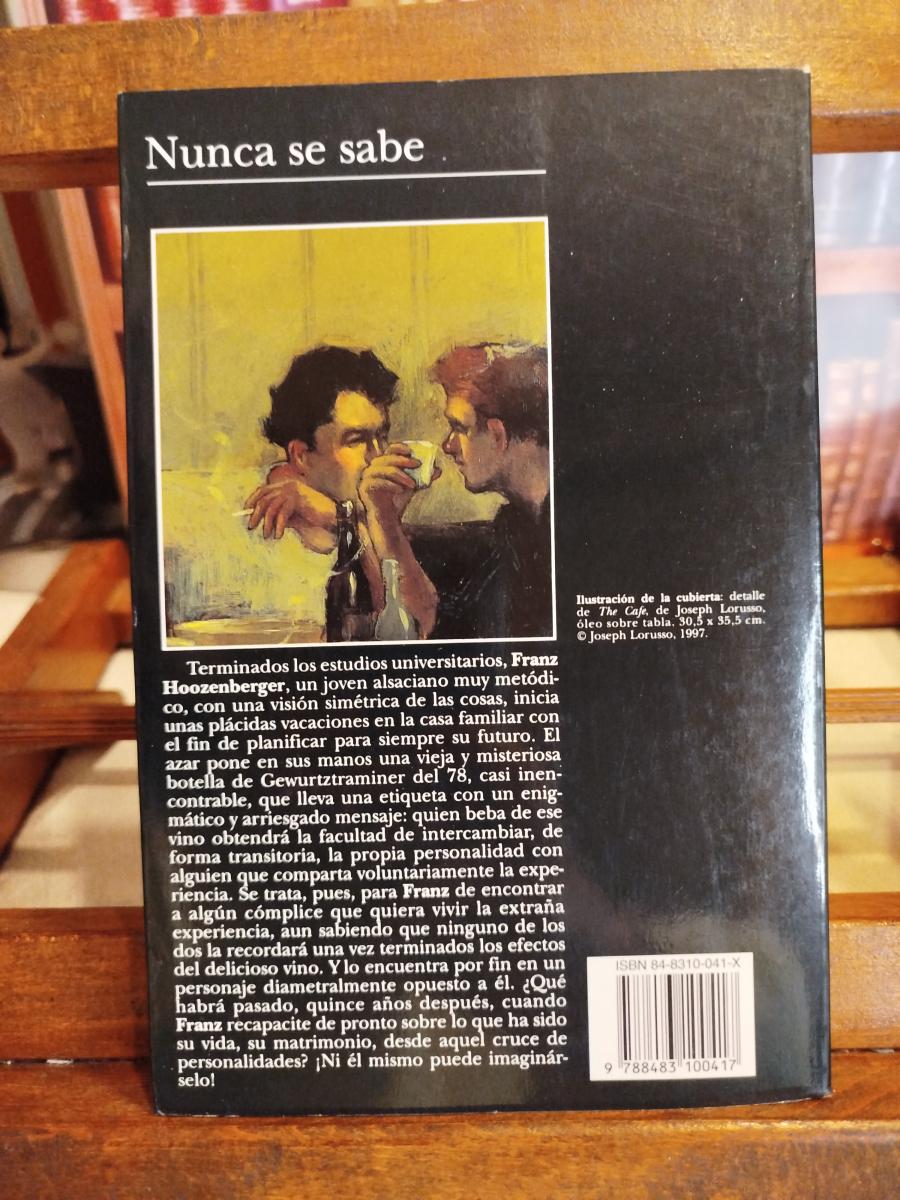 Nunca se sabe
Ilustración de la cubierta: detalle
de The Cafe, de Joseph Lorusso,
óleo sobre tabla. 30,5 x 35,5 cm.
© Joseph Lorusso, 1997.
Terminados los estudios universitarios, Franz
Hoozenberger, un joven alsaciano muy metódi-
co, con una visión simétrica de las cosas, inicia
unas plácidas vacaciones en la casa familiar con
el fin de planificar para siempre su futuro. El
azar pone en sus manos una vieja y misteriosa
botella de Gewurtztraminer del 78, casi inen-
contrable, que lleva una etiqueta con un enig-
mático y arriesgado mensaje: quien beba de ese
vino obtendrá la facultad de intercambiar, de
forma transitoria, la propia personalidad con
alguien que comparta voluntariamente la expe-
riencia. Se trata, pues, para Franz de encontrar
a algún cómplice que quiera vivir la extraña
experiencia, aun sabiendo que ninguno de los
dos la recordará una vez terminados los efectos
del delicioso vino. Y lo encuentra por fin en un
personaje diametralmente opuesto a él. ¿Qué
habrá pasado, quince años después, cuando
Franz recapacite de pronto sobre lo que ha sido
su vida, su matrimonio, desde aquel cruce de
personalidades? ¡Ni él mismo puede imaginár-
selo!
ISBN 84-8310-041-X
9 788483 100417